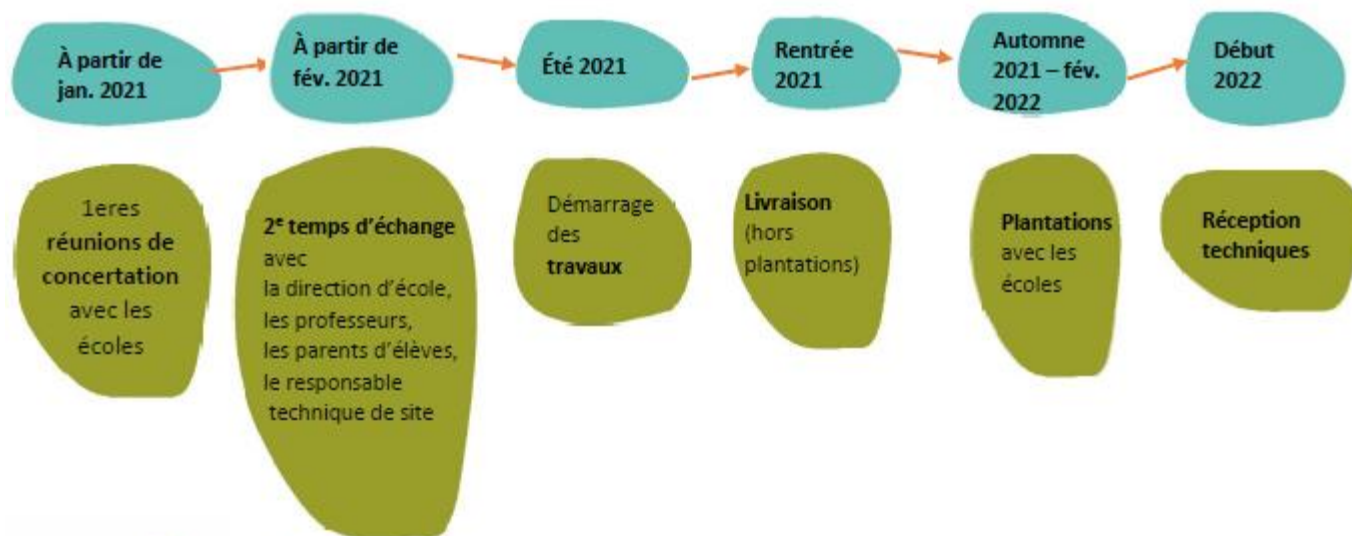 À partir de
jan. 2021
À partir de
fév. 2021
Été 2021
Rentrée
2021
Automne
2021 – fév.
2022
Début
2022
1eres
réunions de
concertation
avec les
écoles
2e temps d'échange
avec
la direction d'école,
les professeurs,
les parents d'élèves,
le responsable
technique de site
Démarrage
des
travaux
Livraison
(hors
plantations)
Plantations
avec les
écoles
Réception
techniques